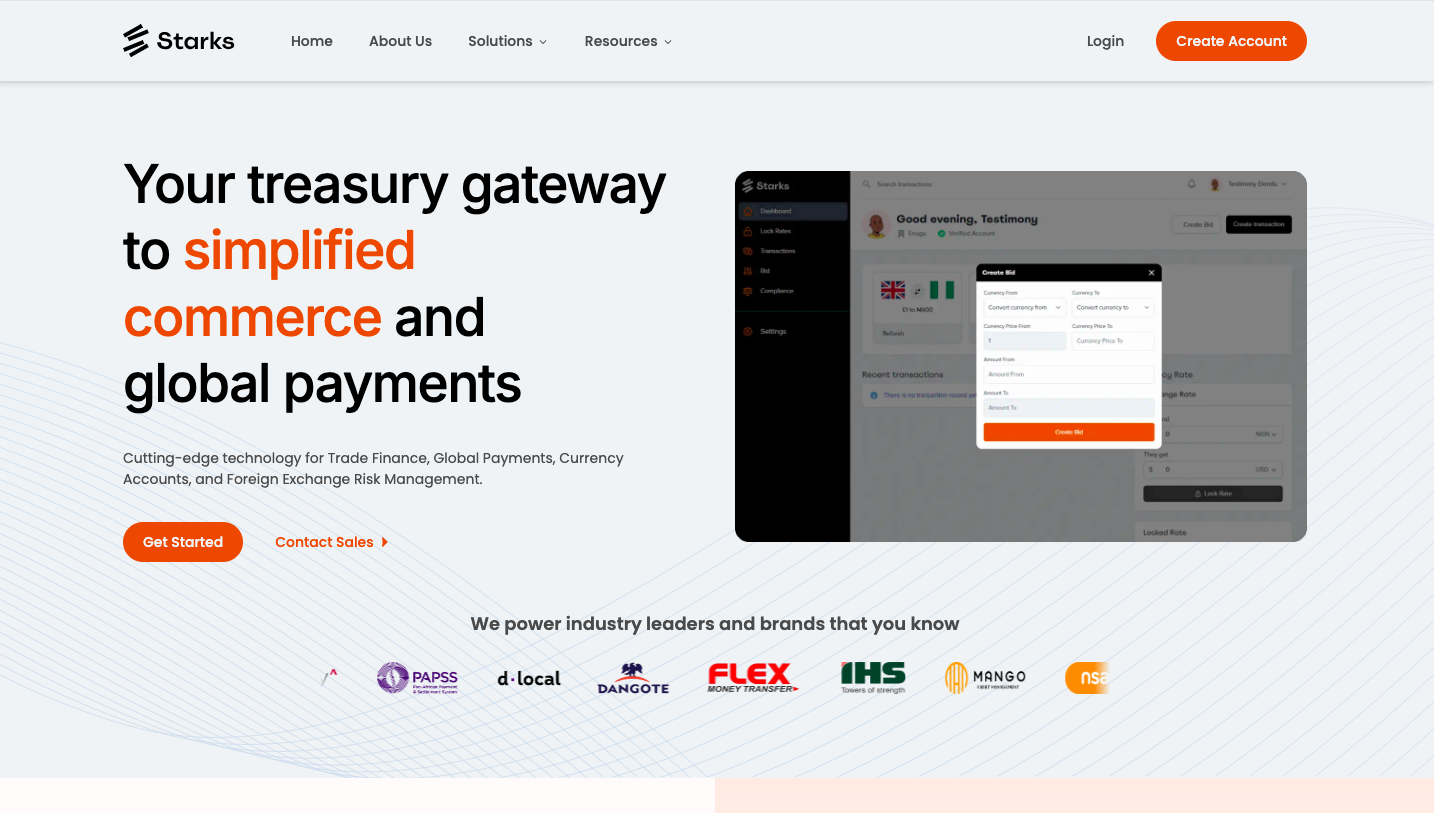 Starks
Home
About Us
Solutions
Resources
Login
Create Account
Your treasury gateway
to simplified
commerce and
global payments
Cutting-edge technology for Trade Finance, Global Payments, Currency
Accounts, and Foreign Exchange Risk Management.
Get Started
Contact Sales
Starks
Dashboard
Lock Rates
Transactions
Bid
Compliance
Settings
Search transactions
Testimony
Good evening, Testimony
Enugu
Verified Account
Create Bid
Create transaction
Refresh
Recent transactions
There is no transaction record
Create Bid
Currency From
Currency To
Convert currency from
Convert currency to
Currency Price From
Currency Price To
1
Currency Price To
Amount From
Amount From
Amount To
Amount To
Create Bid
cy Rate
nge Rate
0
NGN
They get
$ 0
USD
Lock Rate
Locked Rate
We power industry leaders and brands that you know
PAPSS
Pan-African Payment
& Settlement System
d·local
DANGOTE
FLEX
MONEY TRANSFER
IHS
Towers of strength
MANGO
ASSET MANAGEMENT
nsa